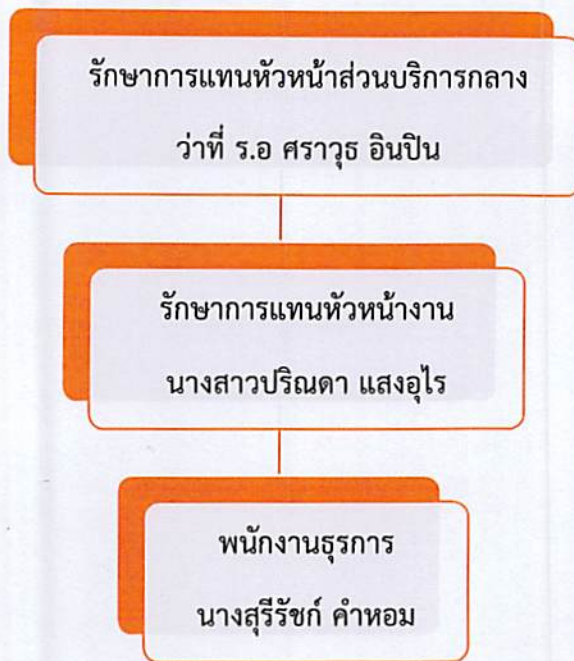 รักษาการแทนหัวหน้าส่วนบริการกลาง
ว่าที่ ร.อ ศราวุธ อินปิน
รักษาการแทนหัวหน้างาน
นางสาวปริณดา แสงอุไร
พนักงานธุรการ
นางสุรีรัชก์ คำหอม